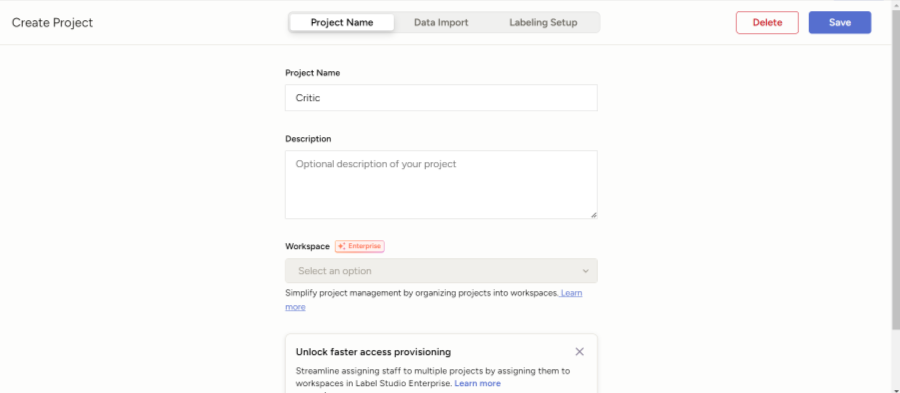 Create Project
Project Name
Data Import
Labeling Setup
Delete
Save
Project Name
Critic
Description
Optional description of your project
Workspace
Enterprise
Select an option
Simplify project management by organizing projects into workspaces. Learn
more
Unlock faster access provisioning
Streamline assigning staff to multiple projects by assigning them to
workspaces in Label Studio Enterprise. Learn more